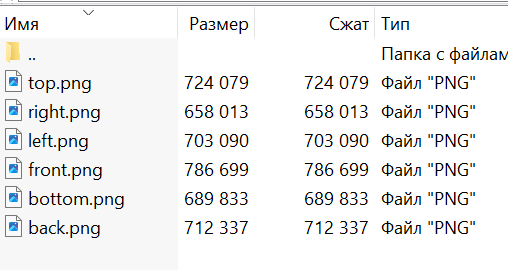 Имя Размер Сжат Тип
.. Папка с файлам
top.png 724 079 724 079 Файл "PNG"
right.png 658 013 658 013 Файл "PNG"
left.png 703 090 703 090 Файл "PNG"
front.png 786 699 786 699 Файл "PNG"
bottom.png 689 833 689 833 Файл "PNG"
back.png 712 337 712 337 Файл "PNG"